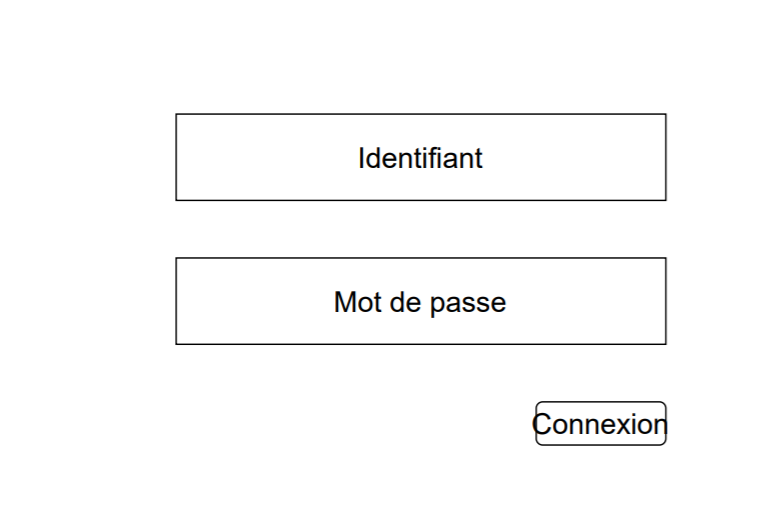 Identifiant
Mot de passe
Connexion